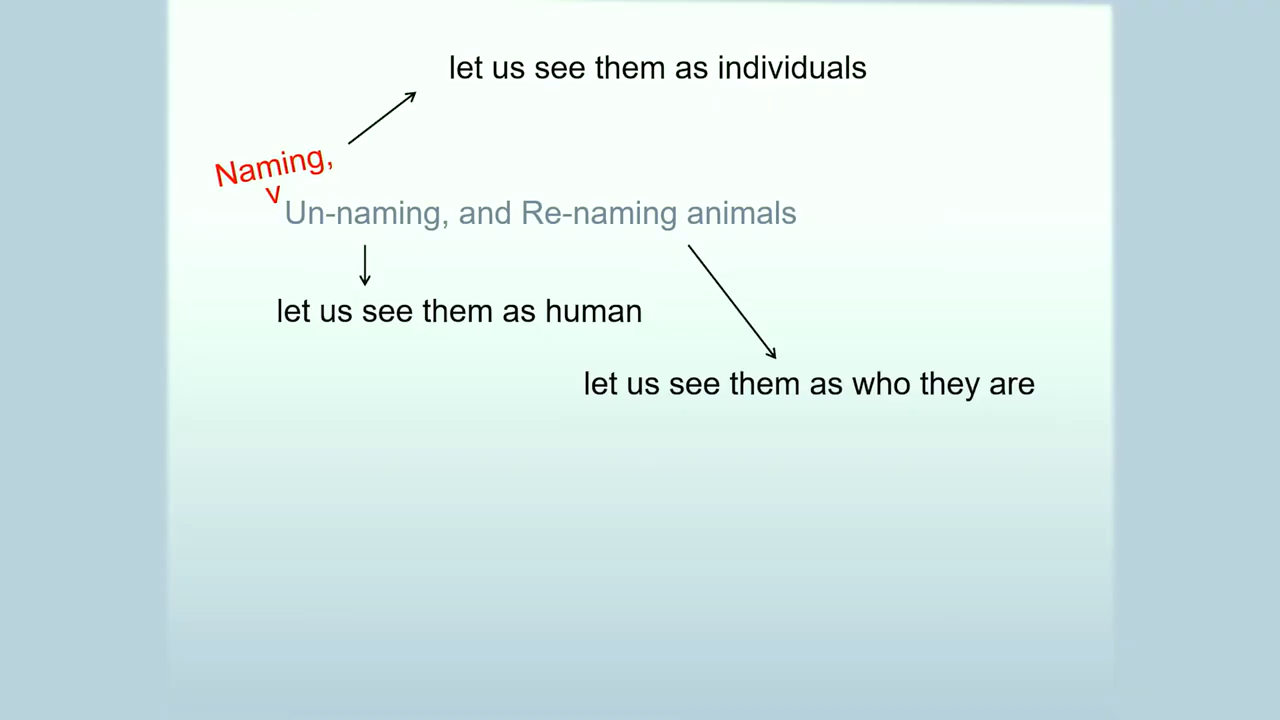 let us see them as individuals
Naming,
v
Un-naming, and Re-naming animals
let us see them as human
let us see them as who they are